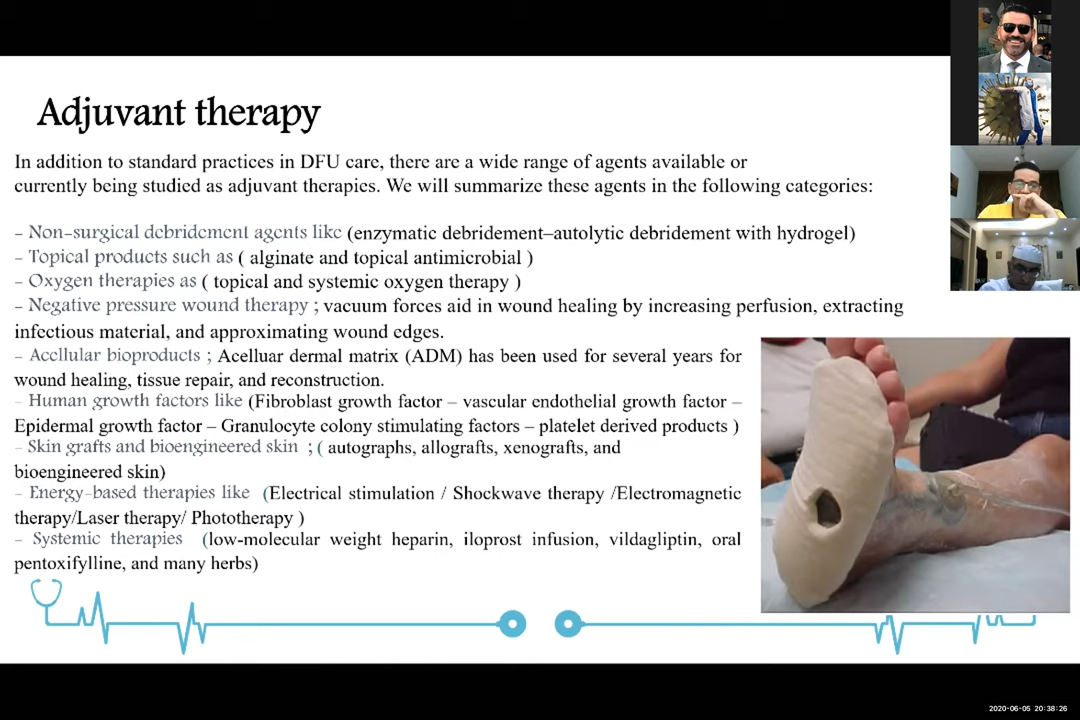 Adjuvant therapy
In addition to standard practices in DFU care, there are a wide range of agents available or
currently being studied as adjuvant therapies. We will summarize these agents in the following categories:
- Non-surgical debridement agents like (enzymatic debridement–autolytic debridement with hydrogel)
- Topical products such as ( alginate and topical antimicrobial )
- Oxygen therapies as ( topical and systemic oxygen therapy )
- Negative pressure wound therapy ; vacuum forces aid in wound healing by increasing perfusion, extracting
infectious material, and approximating wound edges.
- Accllular bioproducts ; Acelluar dermal matrix (ADM) has been used for several years for
wound healing, tissue repair, and reconstruction.
- Human growth factors like (Fibroblast growth factor – vascular endothelial growth factor –
Epidermal growth factor – Granulocyte colony stimulating factors – platelet derived products )
- Skin grafts and bioengineered skin ; ( autographs, allografts, xenografts, and
bioengineered skin)
- Energy-based therapies like (Electrical stimulation / Shockwave therapy /Electromagnetic
therapy/Laser therapy/ Phototherapy )
- Systemic therapies (low-molecular weight heparin, iloprost infusion, vildagliptin, oral
pentoxifylline, and many herbs)
2020-06-05 20:38:26